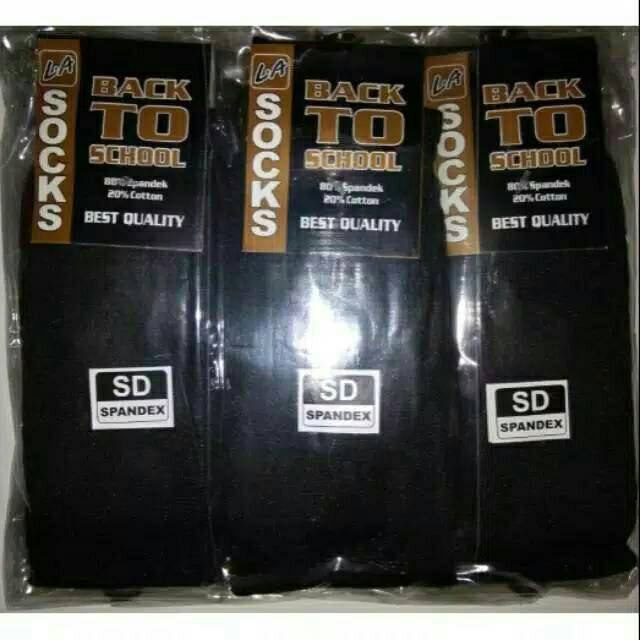 LA
SOCKS
BACK
TO
SCHOOL
80% Spandek
20% Cotton
BEST QUALITY
SD
SPANDEX
LA
SOCKS
BACK
TO
SCHOOL
80% Spandek
20% Cotton
BEST QUALITY
SD
SPANDEX
LA
SOCKS
BACK
TO
SCHOOL
80% Spandek
20% Cotton
BEST QUALITY
SD
SPANDEX